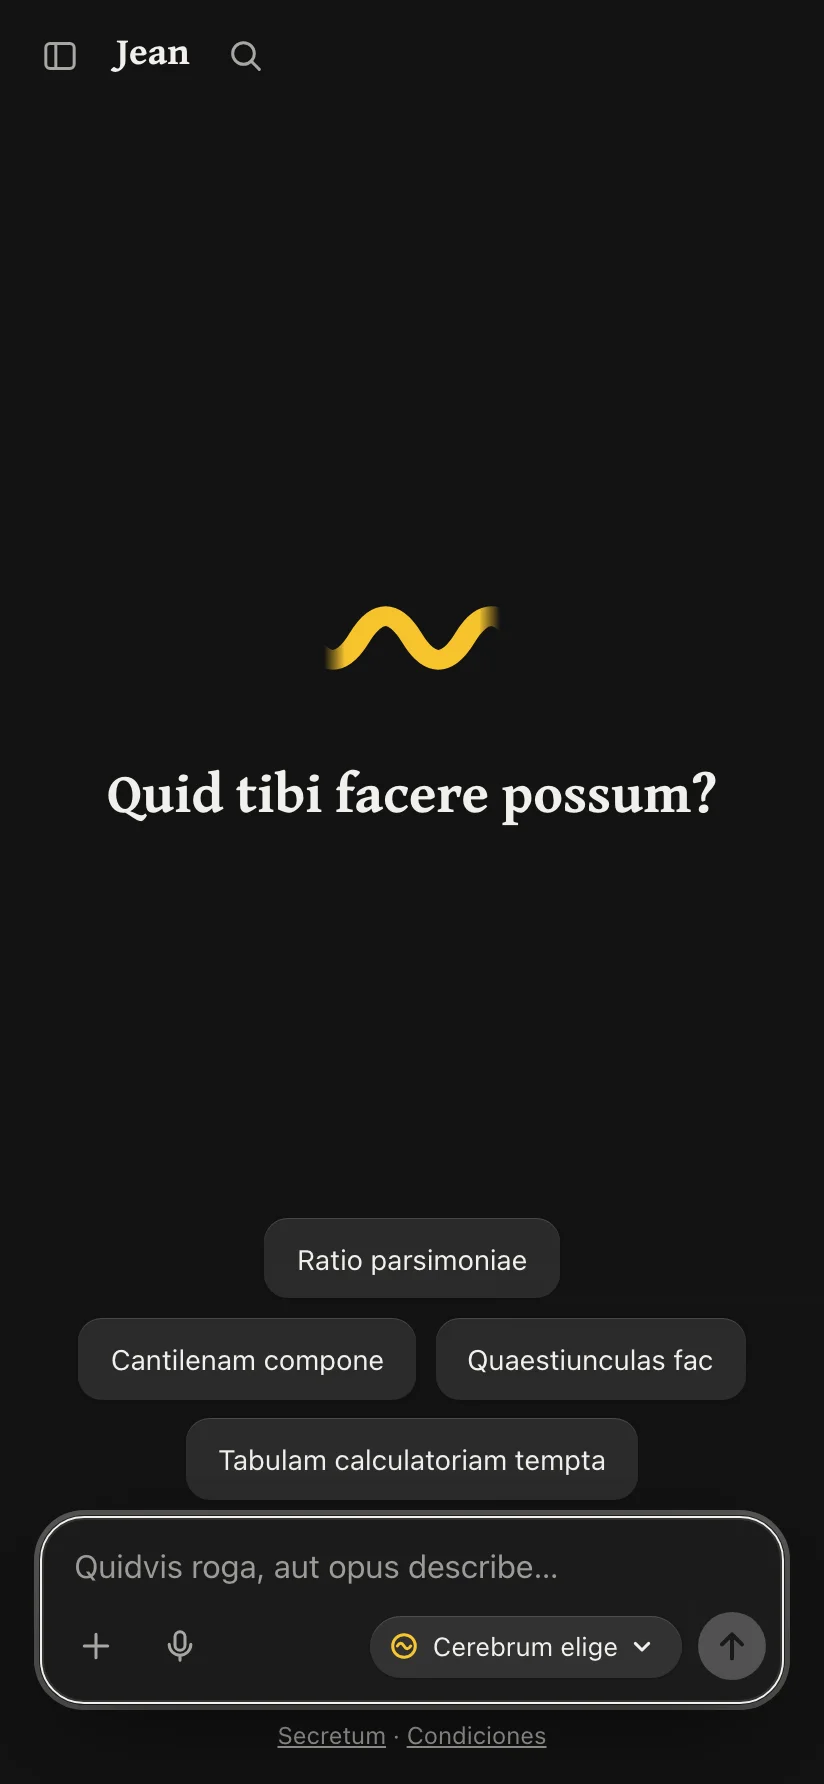 Jean
Quid tibi facere possum?
Ratio parsimoniae
Cantilenam compone
Quaestiunculas fac
Tabulam calculatoriam tempta
Quidvis roga, aut opus describe...
Cerebrum elige
Secretum · Condiciones